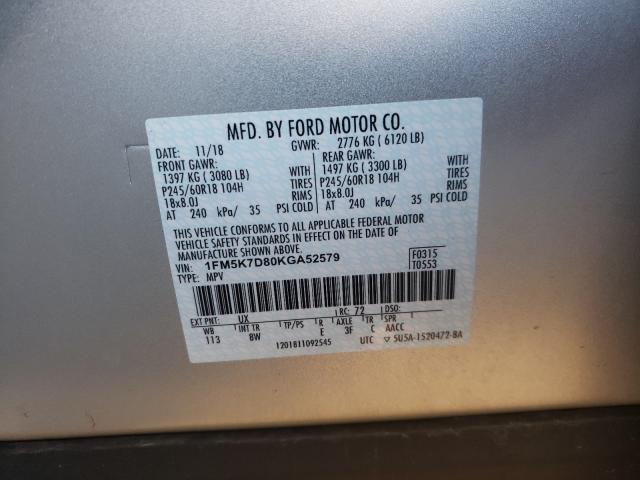 MFD. BY FORD MOTOR CO.
DATE: 11/18 GVWR: 2776 KG ( 6120 LB)
FRONT GAWR: REAR GAWR:
1397 KG ( 3080 LB) WITH 1497 KG ( 3300 LB) WITH
P245/60R18 104H TIRES P245/60R18 104H TIRES
18x8.0J RIMS 18x8.0J RIMS
AT 240 kPa/ 35 PSI COLD AT 240 kPa/ 35 PSI COLD
THIS VEHICLE CONFORMS TO ALL APPLICABLE FEDERAL MOTOR
VEHICLE SAFETY STANDARDS IN EFFECT ON THE DATE OF
MANUFACTURE SHOWN ABOVE.
VIN: 1FM5K7D80KGA52579 F0315
TYPE: MPV T0553
EXT PNT: UX RC: 72 DSO:
WB INT TR TP/PS R AXLE TR SPR
113 8W E 3F C AACC
1201811092545 UTC ▽ 5U5A-1520472-BA